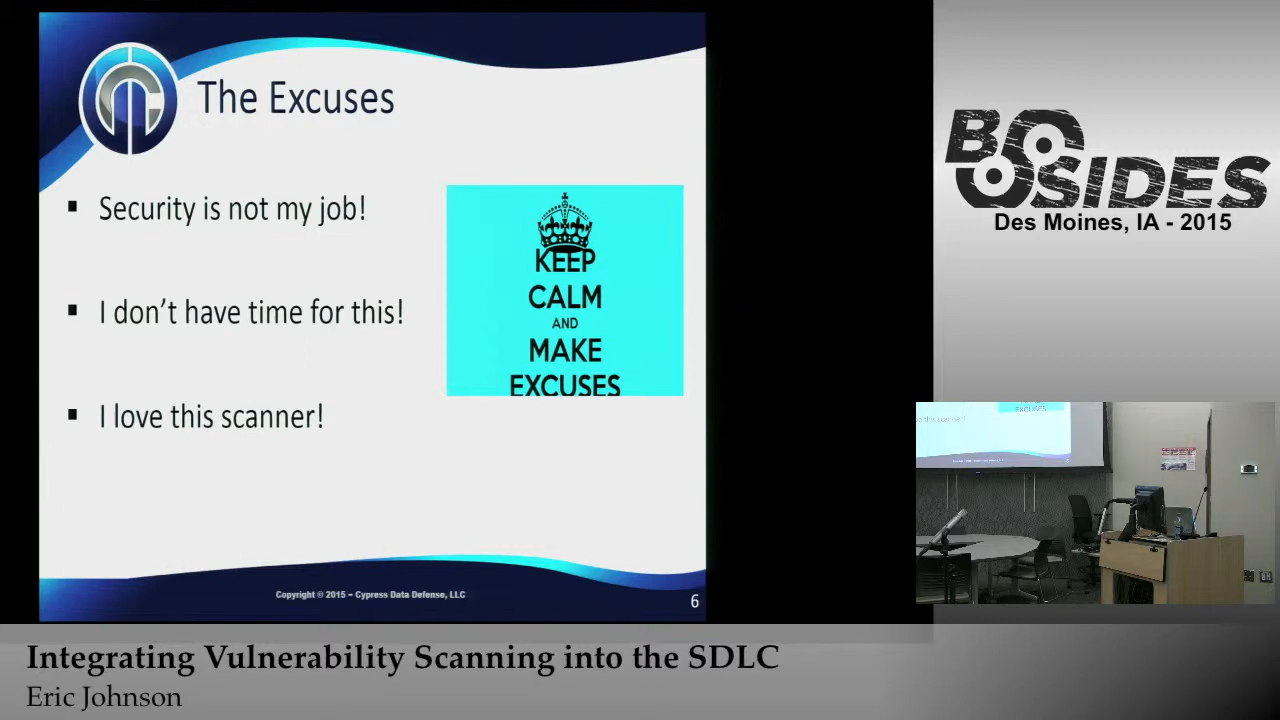 The Excuses
Security is not my job!
I don't have time for this!
I love this scanner!
KEEP
CALM
AND
MAKE
EXCUSES
Copyright © 2015 – Cypress Data Defense, LLC
6
BSIDES
Des Moines, IA - 2015
EXCUSES
Integrating Vulnerability Scanning into the SDLC
Eric Johnson